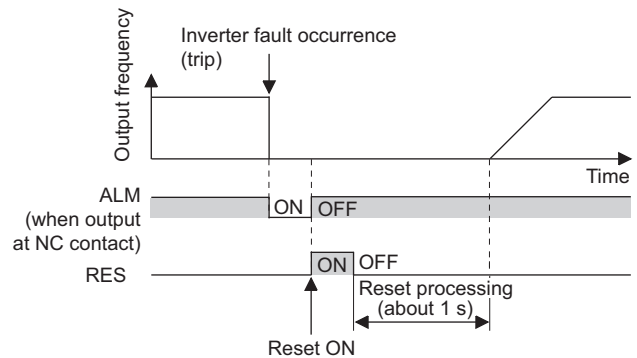 Inverter fault occurrence
(trip)
Output frequency
Time
ALM
(when output
at NC contact)
ON
OFF
RES
ON
OFF
Reset processing
(about 1 s)
Reset ON